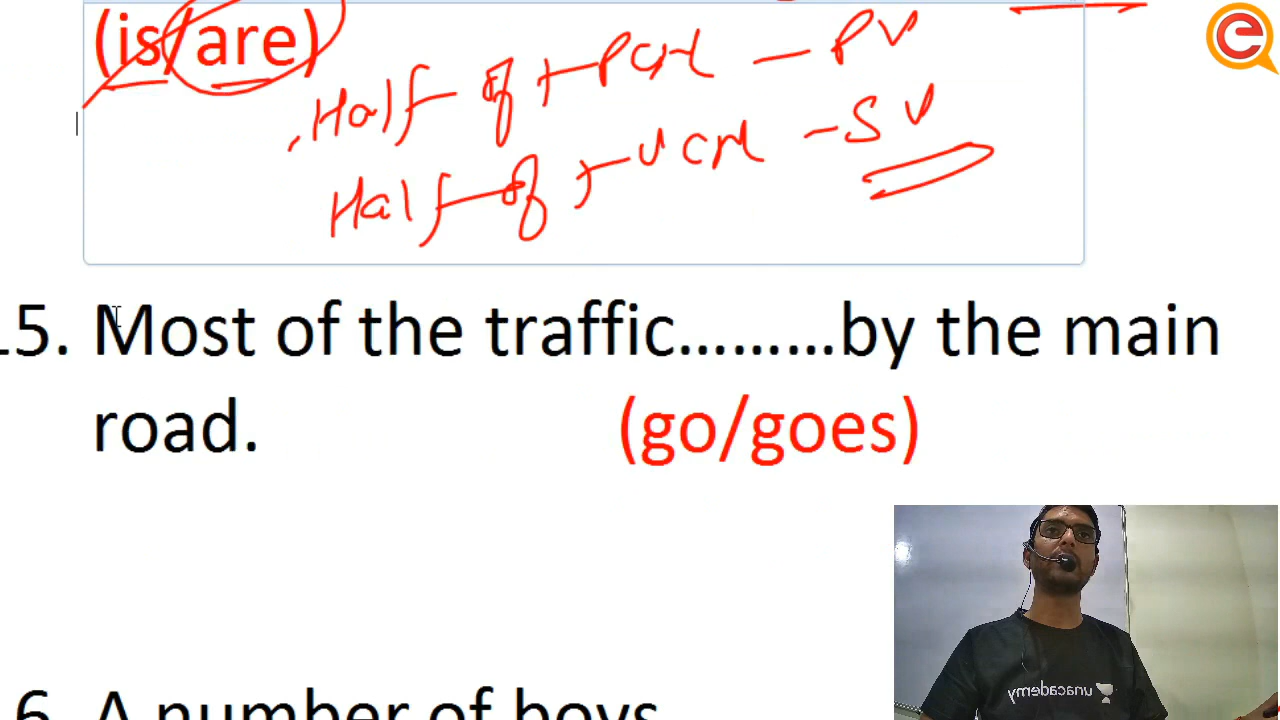 (is/are)
Half of + PCN - PV
Half of + UCN - SV
15. Most of the traffic.........by the main
road. (go/goes)
6. A number of boys
unacademy
e